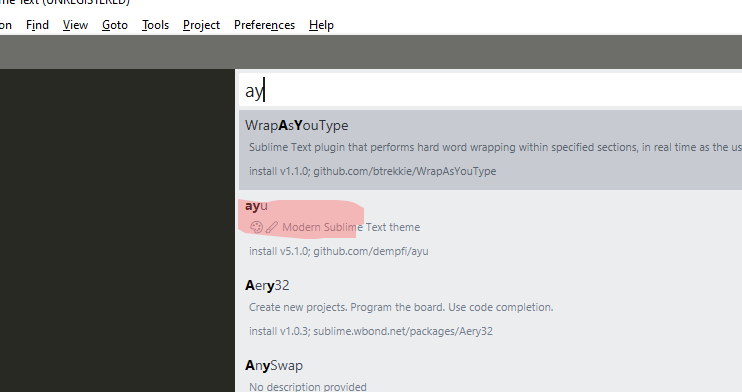 me Text (UNREGISTERED)
on Find View Goto Tools Project Preferences Help
ay
WrapAsYouType
Sublime Text plugin that performs hard word wrapping within specified sections, in real time as the us
install v1.1.0; github.com/btrekkie/WrapAsYouType
ayu
Modern Sublime Text theme
install v5.1.0; github.com/dempfi/ayu
Aery32
Create new projects. Program the board. Use code completion.
install v1.0.3; sublime.wbond.net/packages/Aery32
AnySwap
No description provided